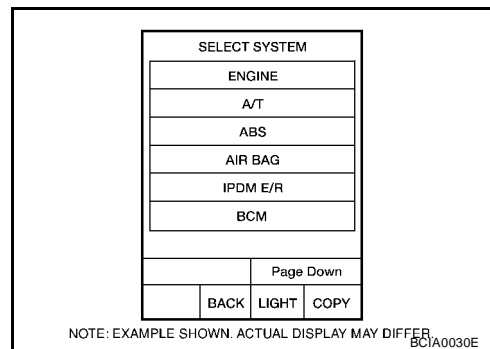 SELECT SYSTEM
ENGINE
A/T
ABS
AIR BAG
IPDM E/R
BCM
Page Down
BACK LIGHT COPY
NOTE: EXAMPLE SHOWN. ACTUAL DISPLAY MAY DIFFER.
BCIA0030E